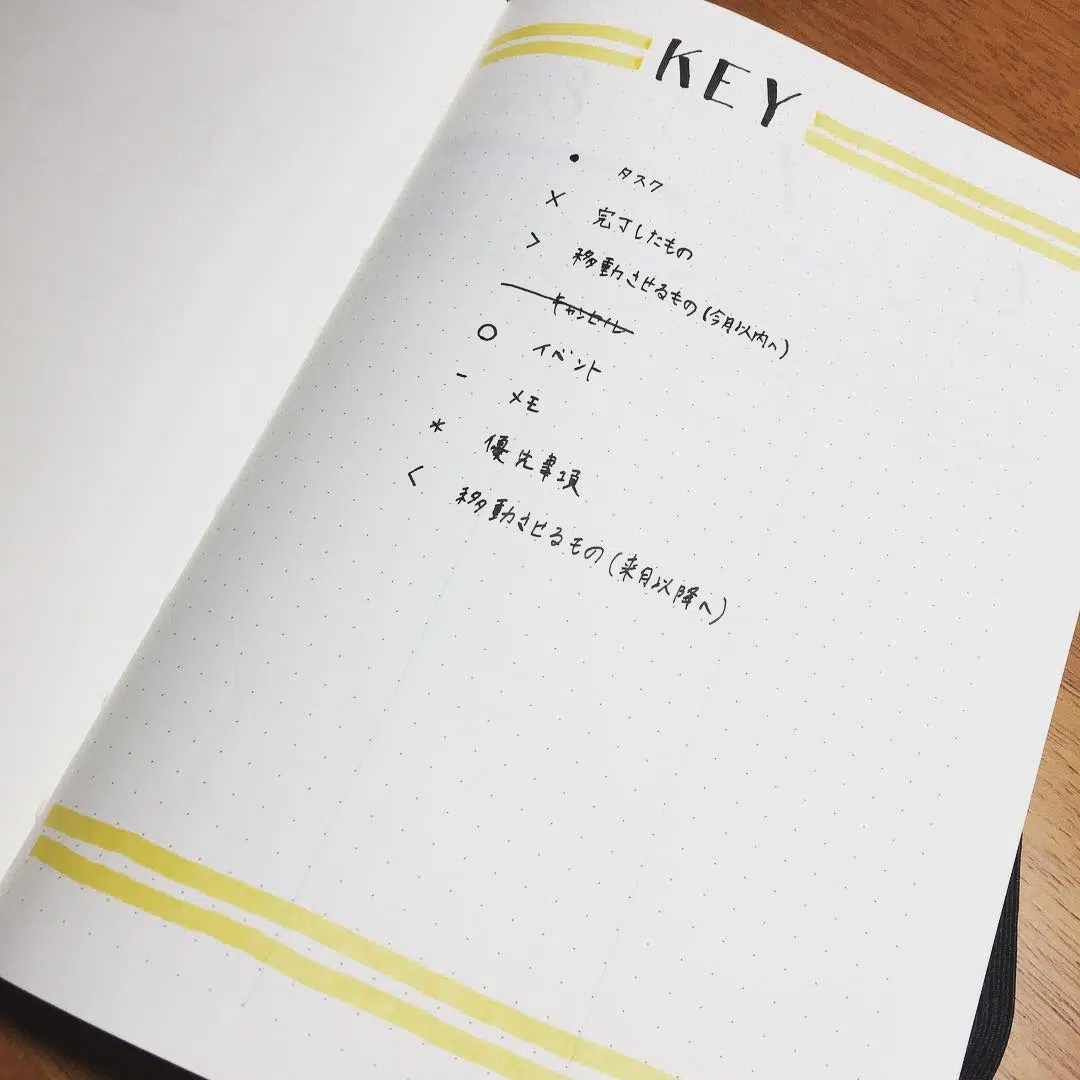 KEY
• タスク
× 完了したもの
> 移動させるもの(今月以内へ)
— キャンセル
○ イベント
- メモ
* 優先事項
< 移動させるもの(来月以降へ)